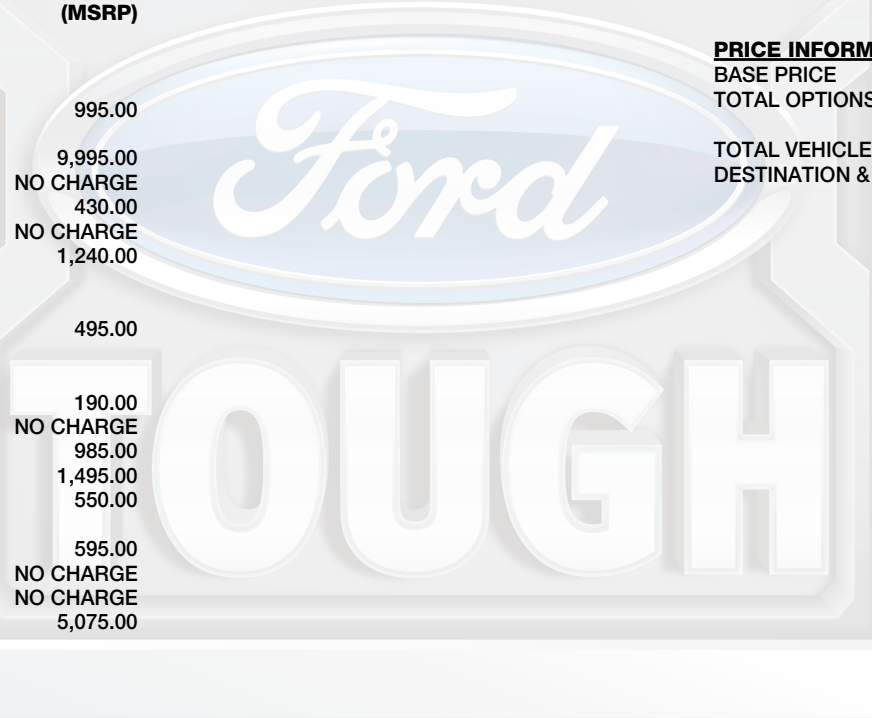 (MSRP)
995.00
9,995.00
NO CHARGE
430.00
NO CHARGE
1,240.00
495.00
190.00
NO CHARGE
985.00
1,495.00
550.00
595.00
NO CHARGE
NO CHARGE
5,075.00
PRICE INFORM
BASE PRICE
TOTAL OPTIONS
TOTAL VEHICLE
DESTINATION &
Ford
TOUGH